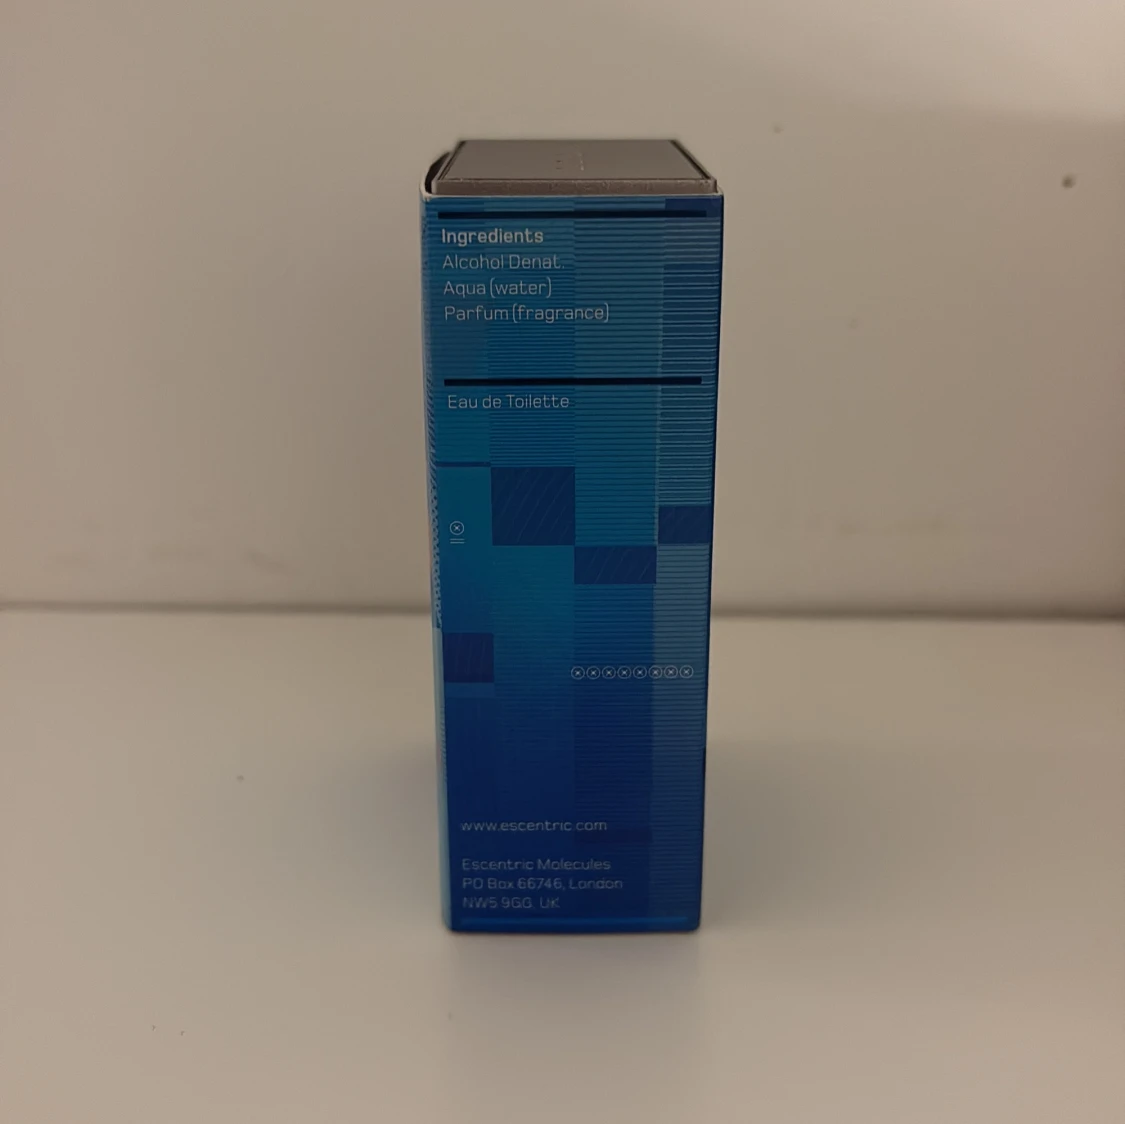 Ingredients
Alcohol Denat.
Aqua (water)
Parfum (fragrance)
Eau de Toilette
www.escentric.com
Escentric Molecules
PO Box 66746, London
NW5 9GG, UK